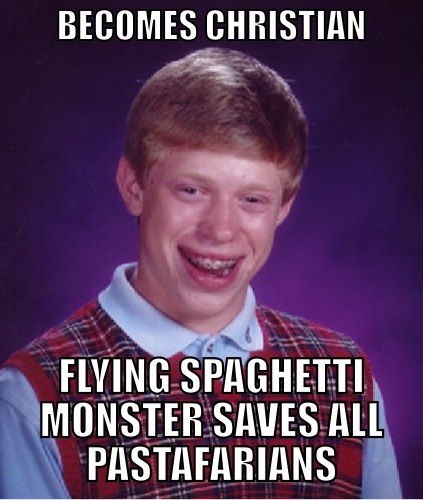 BECOMES CHRISTIAN
FLYING SPAGHETTI
MONSTER SAVES ALL
PASTAFARIANS